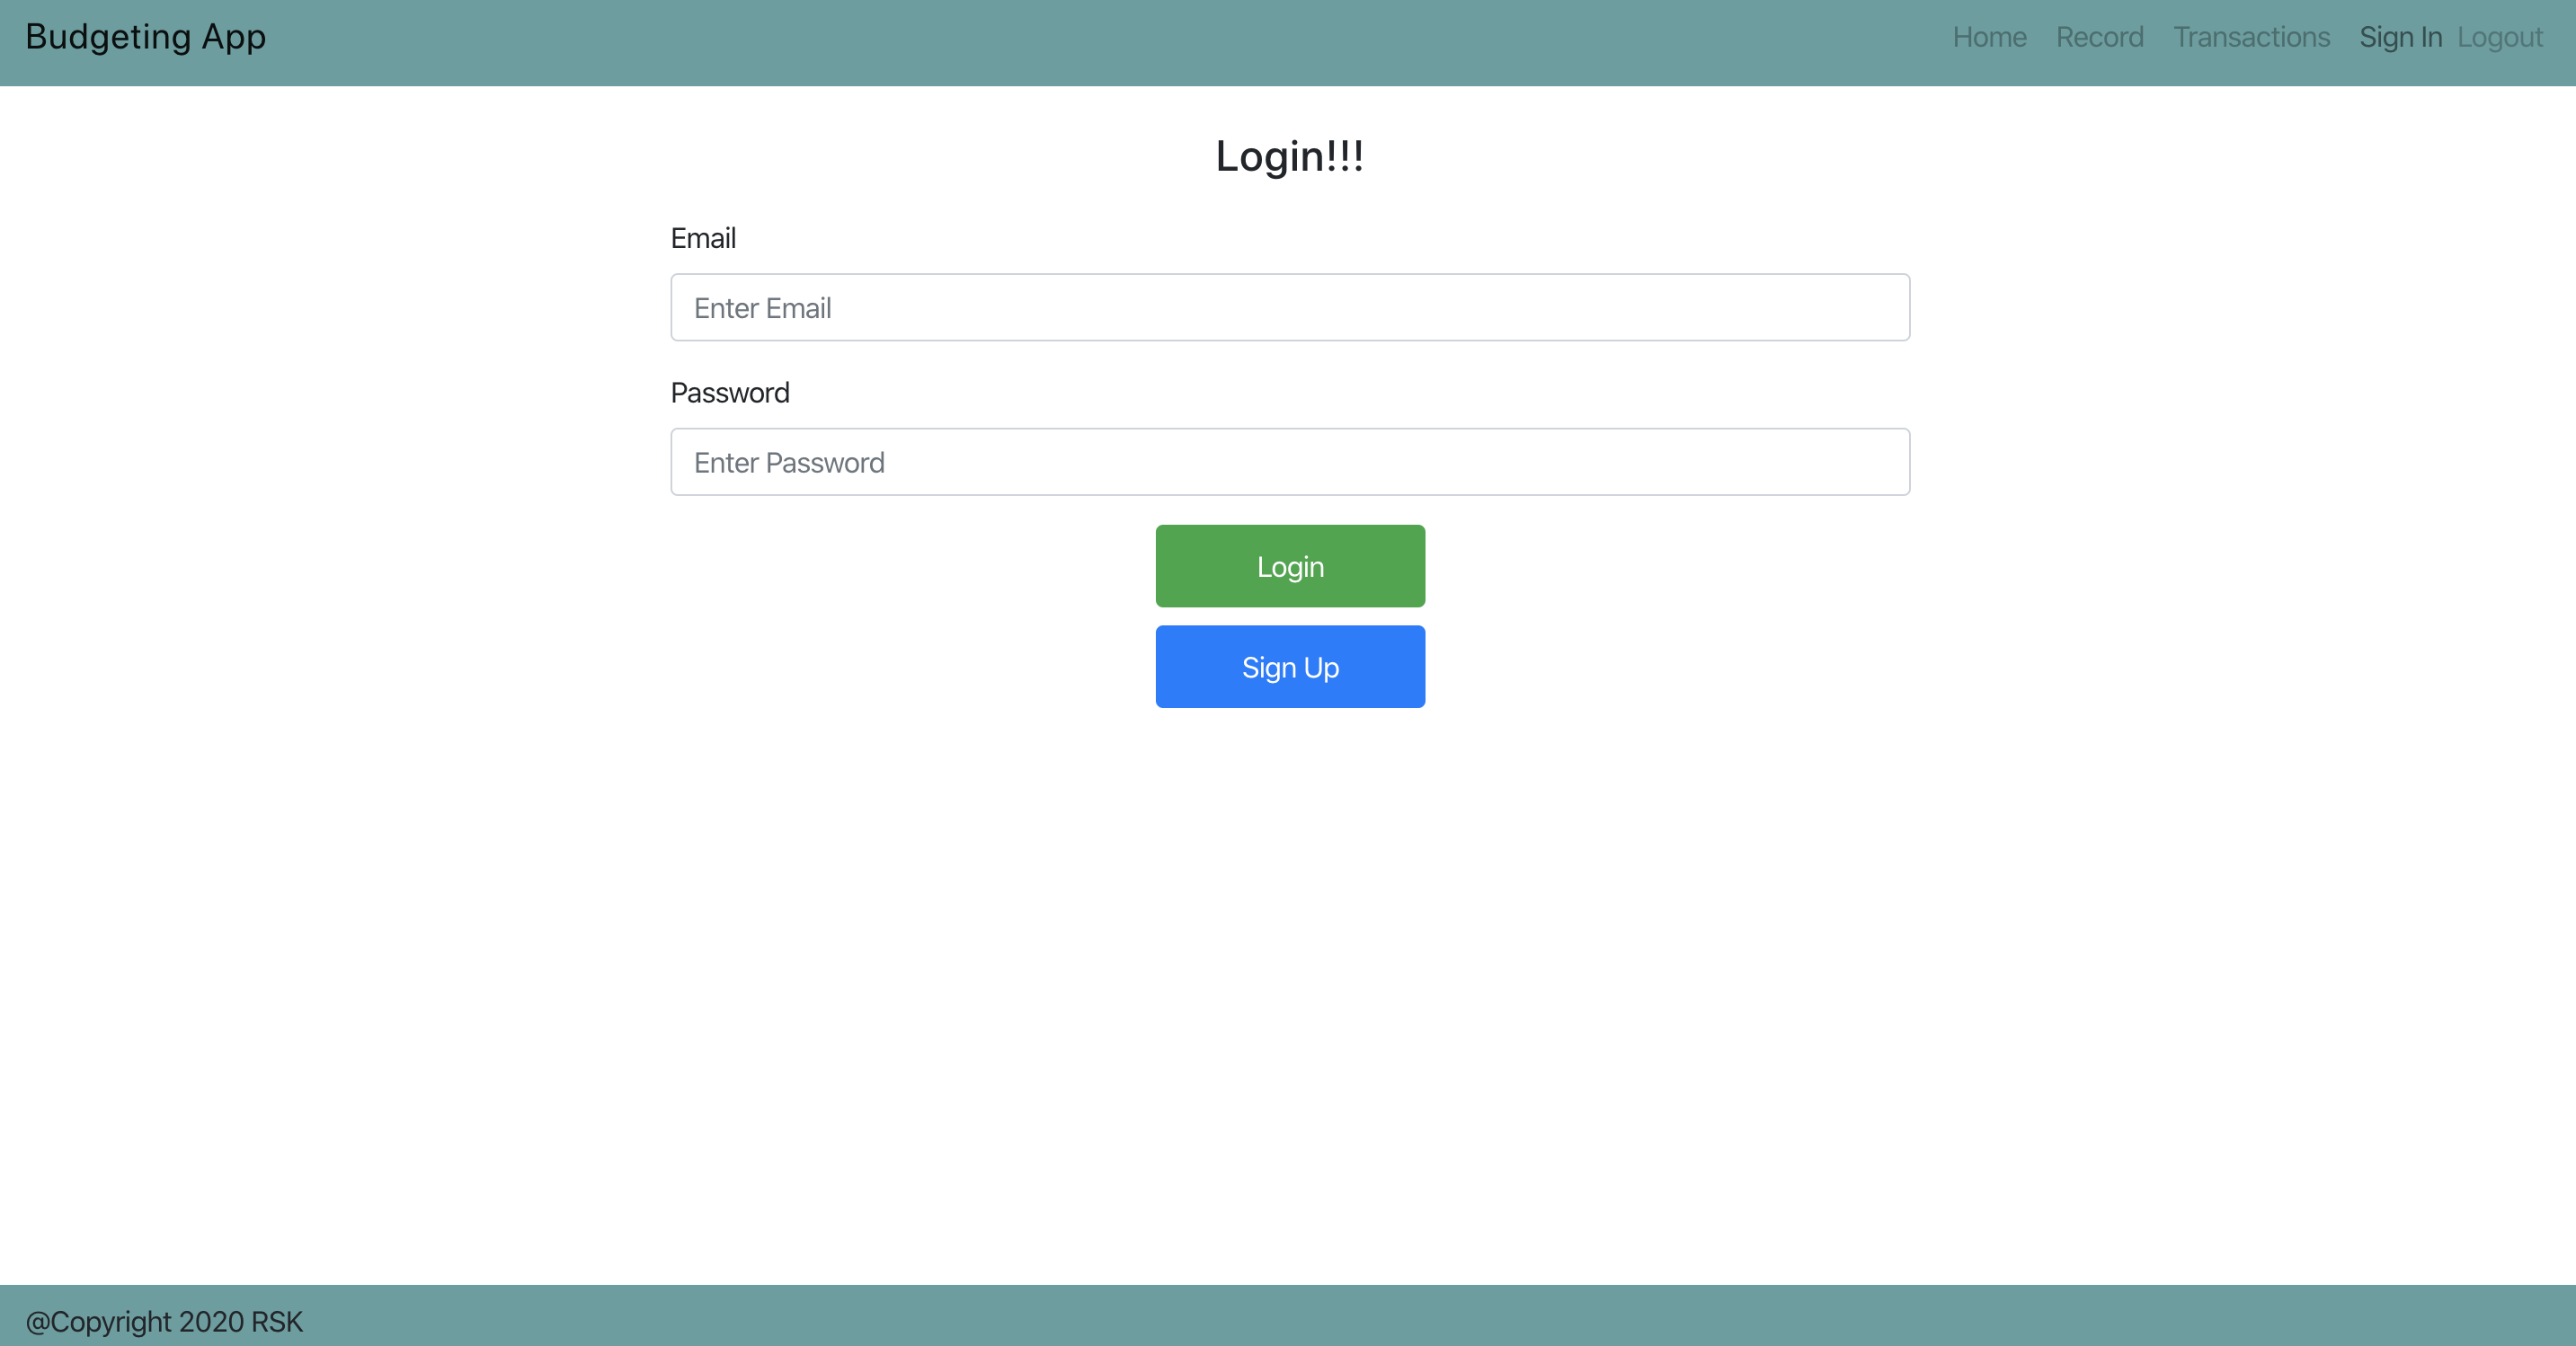 Budgeting App
Home Record Transactions Sign In Logout
Login!!!
Email
Enter Email
Password
Enter Password
Login
Sign Up
@Copyright 2020 RSK